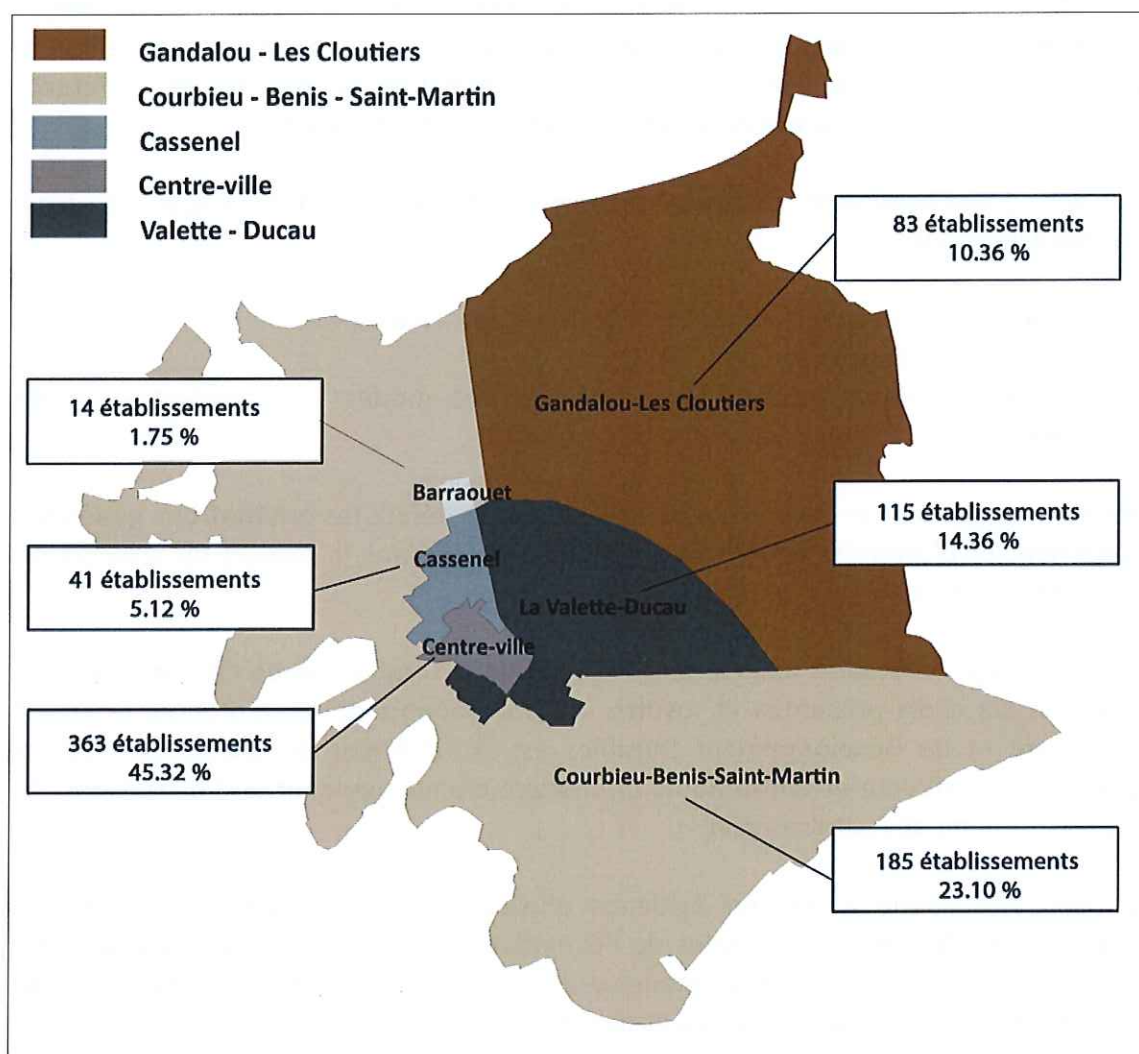 Gandalou - Les Cloutiers
Courbieu - Benis - Saint-Martin
Cassenel
Centre-ville
Valette - Ducau
83 établissements
10.36 %
14 établissements
1.75 %
Gandalou-Les Cloutiers
Barraouet
115 établissements
14.36 %
41 établissements
5.12 %
Cassenel
La Valette-Ducau
Centre-ville
363 établissements
45.32 %
Courbieu-Benis-Saint-Martin
185 établissements
23.10 %